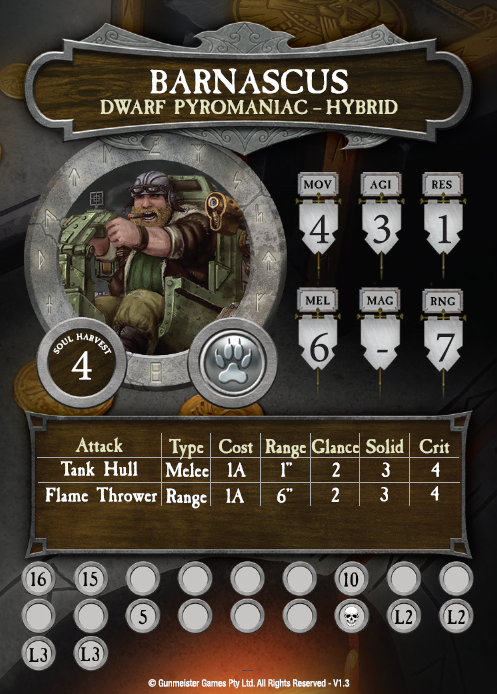 BARNASCUS
DWARF PYROMANIAC - HYBRID
MOV AGI RES
4 3 1
MEL MAG RNG
6 - 7
SOUL HARVEST
4
Attack Type Cost Range Glance Solid Crit
Tank Hull Melee 1A 1" 2 3 4
Flame Thrower Range 1A 6" 2 3 4
16 15 10
5 L2 L2
L3 L3
© Gunmeister Games Pty Ltd. All Rights Reserved - V1.3